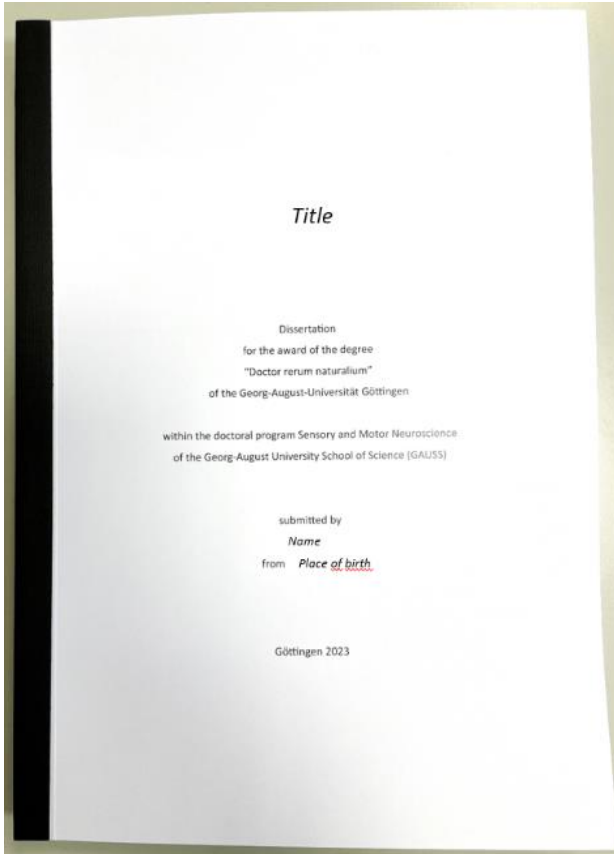 Title
Dissertation
for the award of the degree
"Doctor rerum naturalium"
of the Georg-August-Universität Göttingen
within the doctoral program Sensory and Motor Neuroscience
of the Georg-August University School of Science (GAUSS)
submitted by
Name
from Place of birth
Göttingen 2023